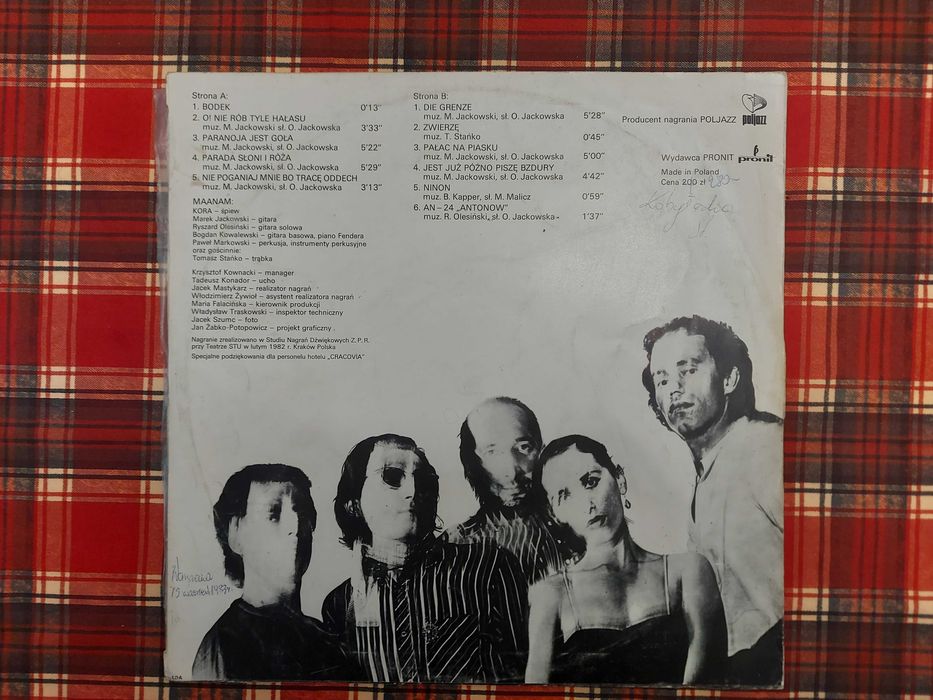 Strona A:
1. BODEK 0'13"
2. O! NIE RÓB TYLE HAŁASU
muz. M. Jackowski, sł. O. Jackowska 3'33"
3. PARANOJA JEST GOŁA
muz. M. Jackowski, sł. O. Jackowska 5'22"
4. PARADA SŁONI I RÓŻA
muz. M. Jackowski, sł. O. Jackowska 5'29"
5. NIE POGANIAJ MNIE BO TRACĘ ODDECH
muz. M. Jackowski, sł. O. Jackowska 3'13"
MAANAM:
KORA – śpiew
Marek Jackowski – gitara
Ryszard Olesiński – gitara solowa
Bogdan Kowalewski – gitara basowa, piano Fendera
Paweł Markowski – perkusja, instrumenty perkusyjne
oraz gościnnie:
Tomasz Stańko – trąbka
Krzysztof Kownacki – manager
Tadeusz Konador – ucho
Jacek Mastykarz – realizator nagrań
Włodzimierz Żywioł – asystent realizatora nagrań
Maria Fałacińska – kierownik produkcji
Władysław Traskowski – inspektor techniczny
Jacek Szumc – foto
Jan Żabko-Potopowicz – projekt graficzny
Nagranie zrealizowano w Studiu Nagrań Dźwiękowych Z. P. R.
przy Teatrze STU w lutym 1982 r. Kraków Polska
Specjalne podziękowania dla personelu hotelu „CRACOVIA"
Strona B:
1. DIE GRENZE
muz. M. Jackowski, sł. O. Jackowska 5'28"
2. ZWIERZĘ
muz. T. Stańko 0'45"
3. PAŁAC NA PIASKU
muz. M. Jackowski, sł. O. Jackowska 5'00"
4. JEST JUŻ PÓŹNO PISZĘ BZDURY
muz. M. Jackowski, sł. O. Jackowska 4'42"
5. NINON
muz. B. Kapper, sł. M. Malicz 0'59"
6. AN–24 „ANTONOW"
muz. R. Olesiński, sł. O. Jackowska 1'37"
Producent nagrania POLJAZZ poljazz
Wydawca PRONIT pronit
Made in Poland
Cena 200 zł
Warszawa
LDA